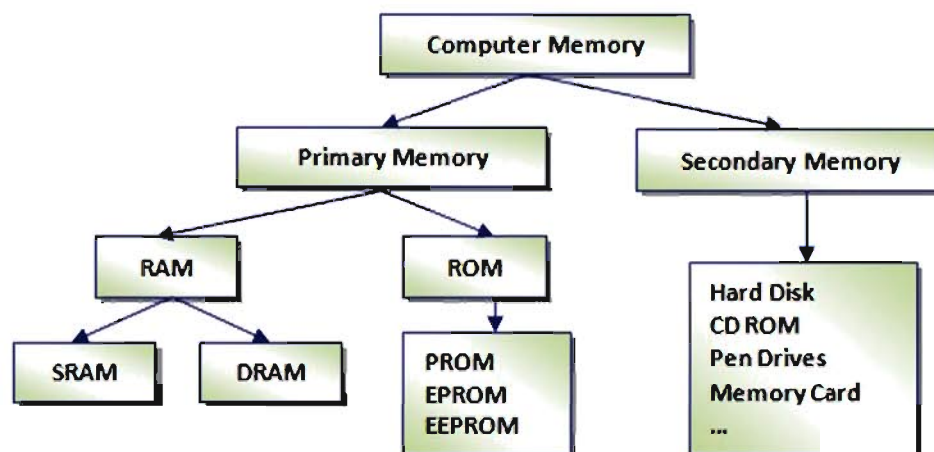 Computer Memory
Primary Memory
Secondary Memory
RAM
ROM
SRAM
DRAM
PROM
EPROM
EEPROM
Hard Disk
CD ROM
Pen Drives
Memory Card
...